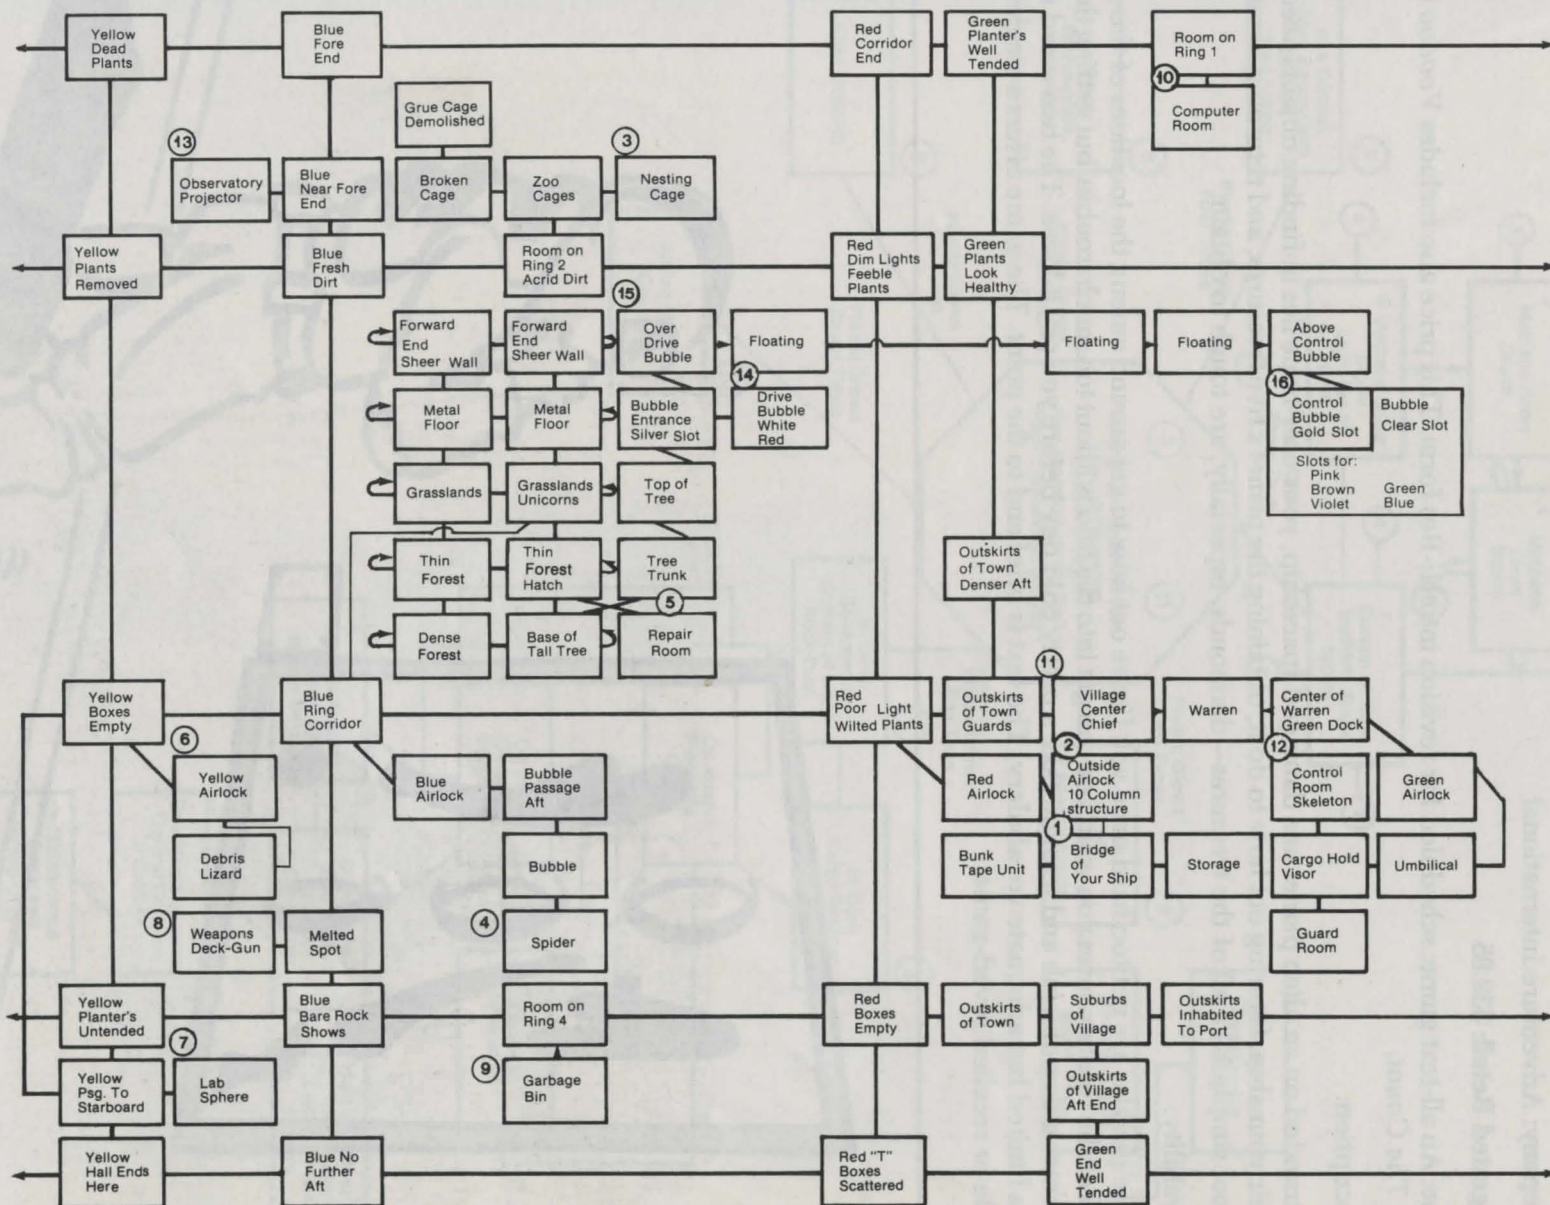 Yellow
Dead
Plants
Blue
Fore
End
Red
Corridor
End
Green
Planter's
Well
Tended
Room on
Ring 1
10
Computer
Room
Grue Cage
Demolished
13
Observatory
Projector
Blue
Near Fore
End
Broken
Cage
Zoo
Cages
3
Nesting
Cage
Yellow
Plants
Removed
Blue
Fresh
Dirt
Room on
Ring 2
Acrid Dirt
Red
Dim Lights
Feeble
Plants
Green
Plants
Look
Healthy
Forward
End
Sheer Wall
Forward
End
Sheer Wall
15
Over
Drive
Bubble
Floating
Floating
Floating
Above
Control
Bubble
Metal
Floor
Metal
Floor
Bubble
Entrance
Silver Slot
14
Drive
Bubble
White
Red
16
Control
Bubble
Gold Slot
Bubble
Clear Slot
Slots for:
Pink
Brown Green
Violet Blue
Grasslands
Grasslands
Unicorns
Top of
Tree
Thin
Forest
Thin
Forest
Hatch
Tree
Trunk
Outskirts
of Town
Denser Aft
Dense
Forest
Base of
Tall Tree
5
Repair
Room
Yellow
Boxes
Empty
Blue
Ring
Corridor
Red
Poor Light
Wilted Plants
Outskirts
of Town
Guards
11
Village
Center
Chief
Warren
Center of
Warren
Green Dock
6
Yellow
Airlock
Blue
Airlock
Bubble
Passage
Aft
Red
Airlock
2
Outside
Airlock
10 Column
structure
12
Control
Room
Skeleton
Green
Airlock
Debris
Lizard
Bubble
Bunk
Tape Unit
1
Bridge
of
Your Ship
Storage
Cargo Hold
Visor
Umbilical
8
Weapons
Deck-Gun
Melted
Spot
4
Spider
Guard
Room
Yellow
Planter's
Untended
Blue
Bare Rock
Shows
Room on
Ring 4
Red
Boxes
Empty
Outskirts
of Town
Suburbs
of
Village
Outskirts
Inhabited
To Port
Yellow
Psg. To
Starboard
7
Lab
Sphere
9
Garbage
Bin
Outskirts
of Village
Aft End
Yellow
Hall Ends
Here
Blue No
Further
Aft
Red "T"
Boxes
Scattered
Green
End
Well
Tended